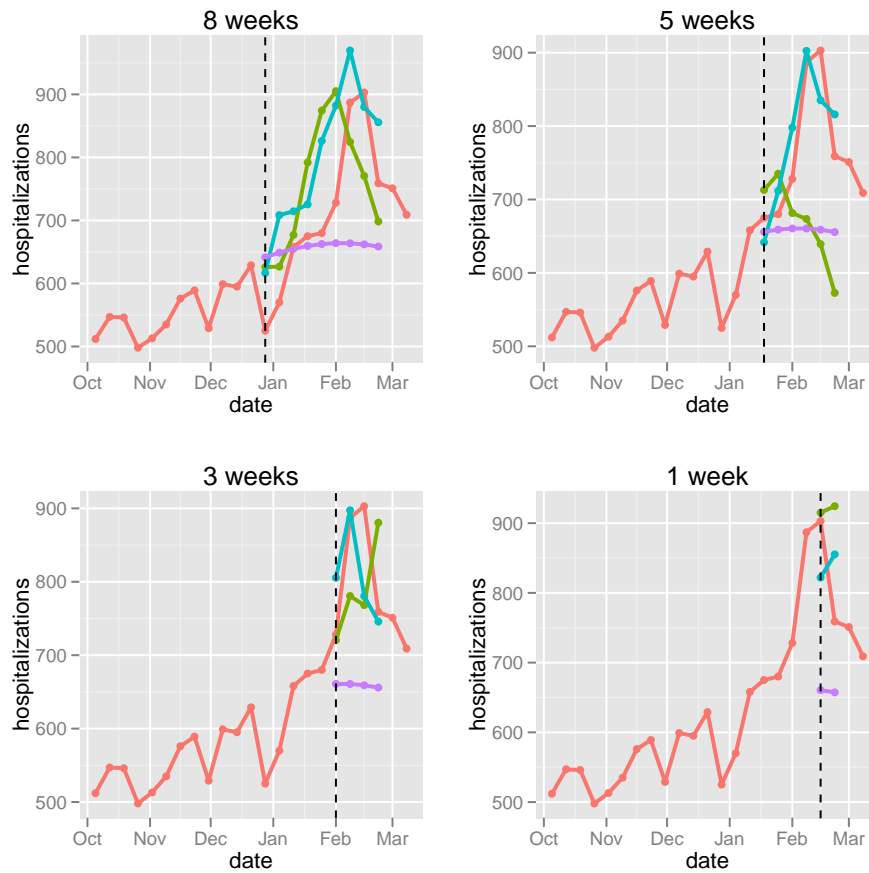 8 weeks
hospitalizations
900
800
700
600
500
Oct Nov Dec Jan Feb Mar
date
5 weeks
hospitalizations
900
800
700
600
500
Oct Nov Dec Jan Feb Mar
date
3 weeks
hospitalizations
900
800
700
600
500
Oct Nov Dec Jan Feb Mar
date
1 week
hospitalizations
900
800
700
600
500
Oct Nov Dec Jan Feb Mar
date